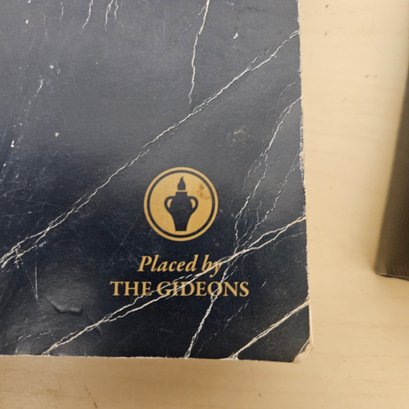 Placed by
THE GIDEONS